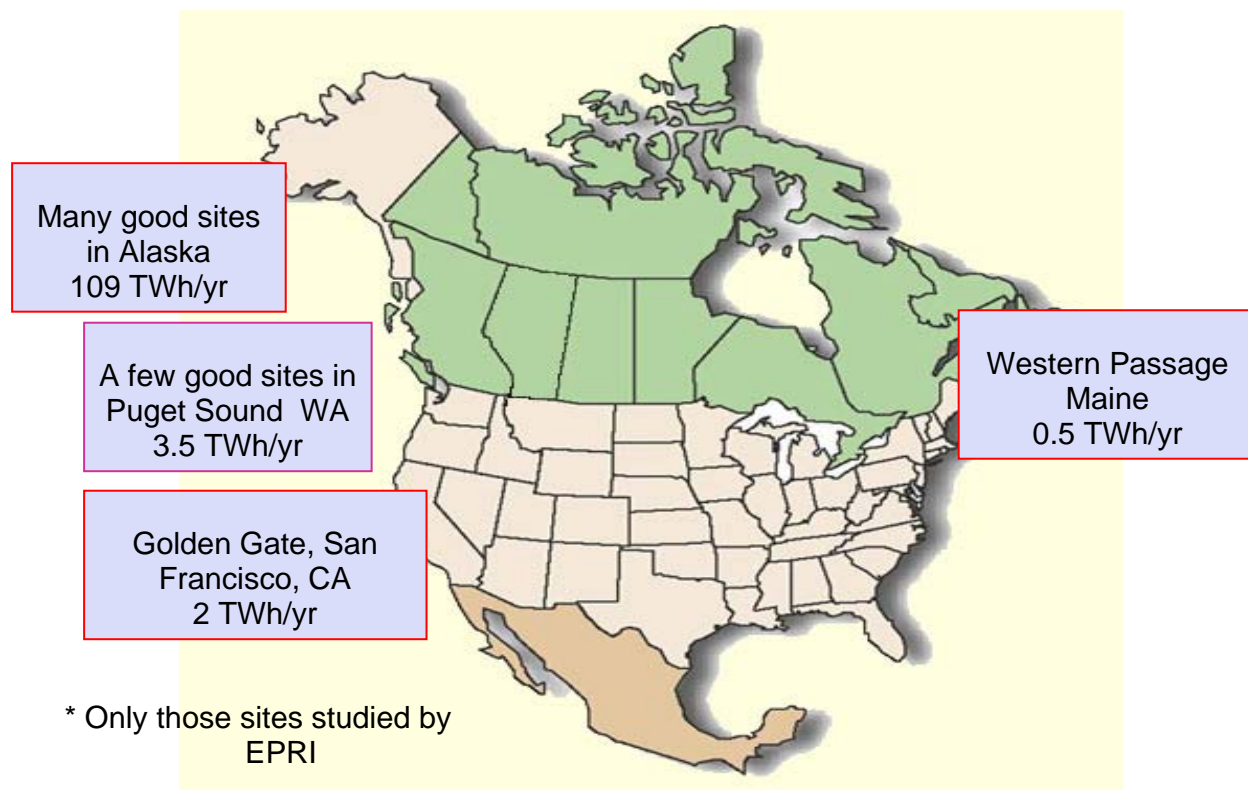 Many good sites
in Alaska
109 TWh/yr
A few good sites in
Puget Sound  WA
3.5 TWh/yr
Golden Gate, San
Francisco, CA
2 TWh/yr
Western Passage
Maine
0.5 TWh/yr
* Only those sites studied by
EPRI